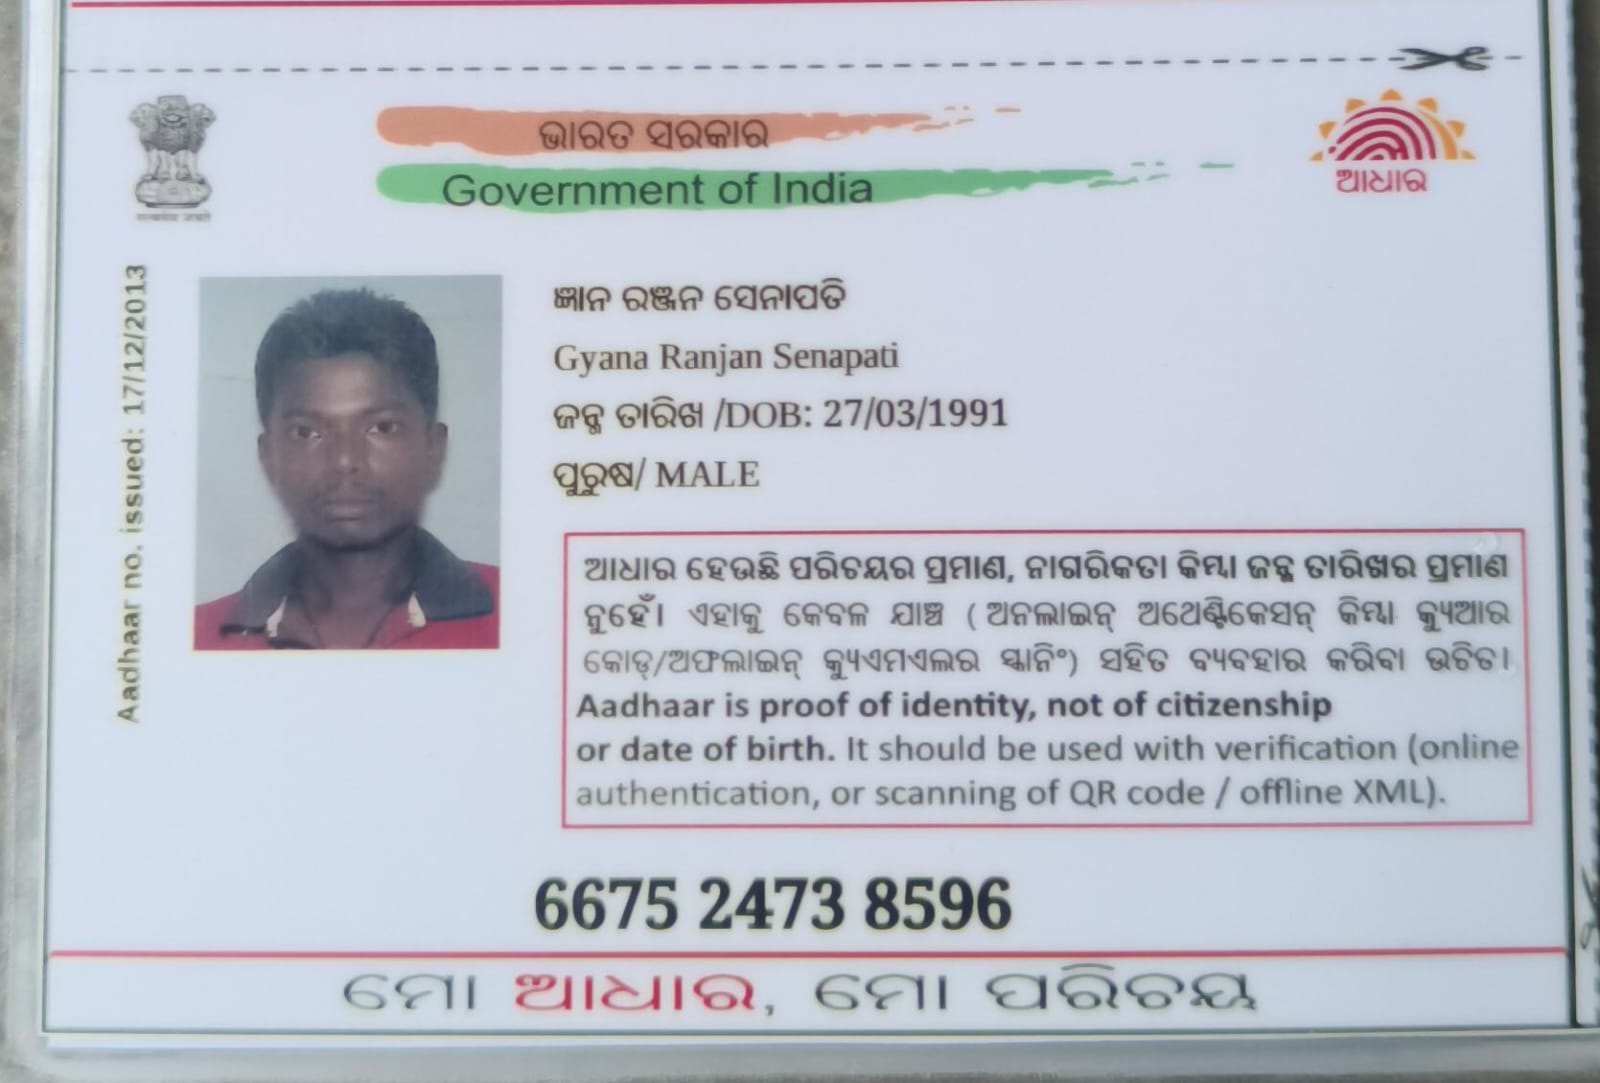 ଭାରତ ସରକାର
Government of India
ଆଧାର
Aadhaar no. issued: 17/12/2013
ଜ୍ଞାନ ରଞ୍ଜନ ସେନାପତି
Gyana Ranjan Senapati
ଜନ୍ମ ତାରିଖ /DOB: 27/03/1991
ପୁରୁଷ/ MALE
ଆଧାର ହେଉଛି ପରିଚୟର ପ୍ରମାଣ, ନାଗରିକତା କିମ୍ବା ଜନ୍ମ ତାରିଖର ପ୍ରମାଣ
ନୁହେଁ। ଏହାକୁ କେବଳ ଯାଞ୍ଚ ( ଅନଲାଇନ୍ ଅଥେଣ୍ଟିକେସନ୍ କିମ୍ବା କ୍ୟୁଆର
କୋଡ୍/ଅଫଲାଇନ୍ କ୍ୟୁଏମଏଲର ସ୍କାନିଂ) ସହିତ ବ୍ୟବହାର କରିବା ଉଚିତ।
Aadhaar is proof of identity, not of citizenship
or date of birth. It should be used with verification (online
authentication, or scanning of QR code / offline XML).
6675 2473 8596
ମୋ ଆଧାର, ମୋ ପରିଚୟ